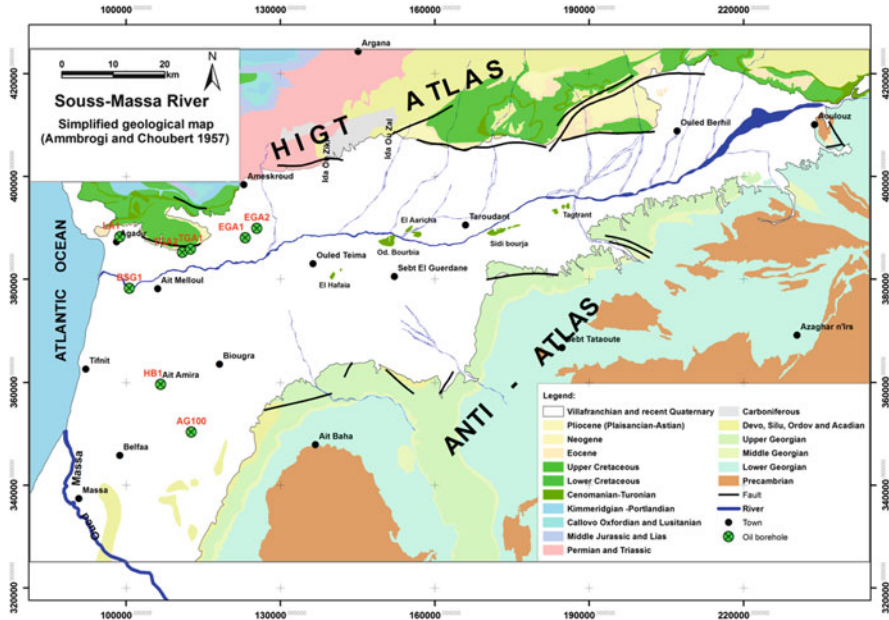 100000 130000 160000 190000 220000
0 10 20
km
N
Souss-Massa River
Simplified geological map
(Ammbrogi and Choubert 1957)
420000
400000
380000
360000
340000
320000
420000
400000
380000
360000
340000
320000
Argana
HIGT ATLAS
Ida Ou Zal
Ouled Berhil
Aoulouz
Ameskroud
EGA2
EGA1
TGA1
Agadir
El Aaricha
Taroudant
Tagtrant
Od. Bourbia
Sidi bourja
Ouled Teima
Sebt El Guerdane
El Hafaia
BSG1
Ait Melloul
ATLANTIC OCEAN
Tifnit
Biougra
HB1
Ait Amira
AG100
Belfaa
Ait Baha
Massa
Massa
ANTI - ATLAS
Sebt Tataoute
Azaghar n'Irs
Legend:
Villafranchian and recent Quaternary
Pliocene (Plaisancian-Astian)
Neogene
Eocene
Upper Cretaceous
Lower Cretaceous
Cenomanian-Turonian
Kimmeridgian -Portlandian
Callovo Oxfordian and Lusitanian
Middle Jurassic and Lias
Permian and Triassic
Carboniferous
Devo, Silu, Ordov and Acadian
Upper Georgian
Middle Georgian
Lower Georgian
Precambrian
Fault
River
Town
Oil borehole
100000 130000 160000 190000 220000